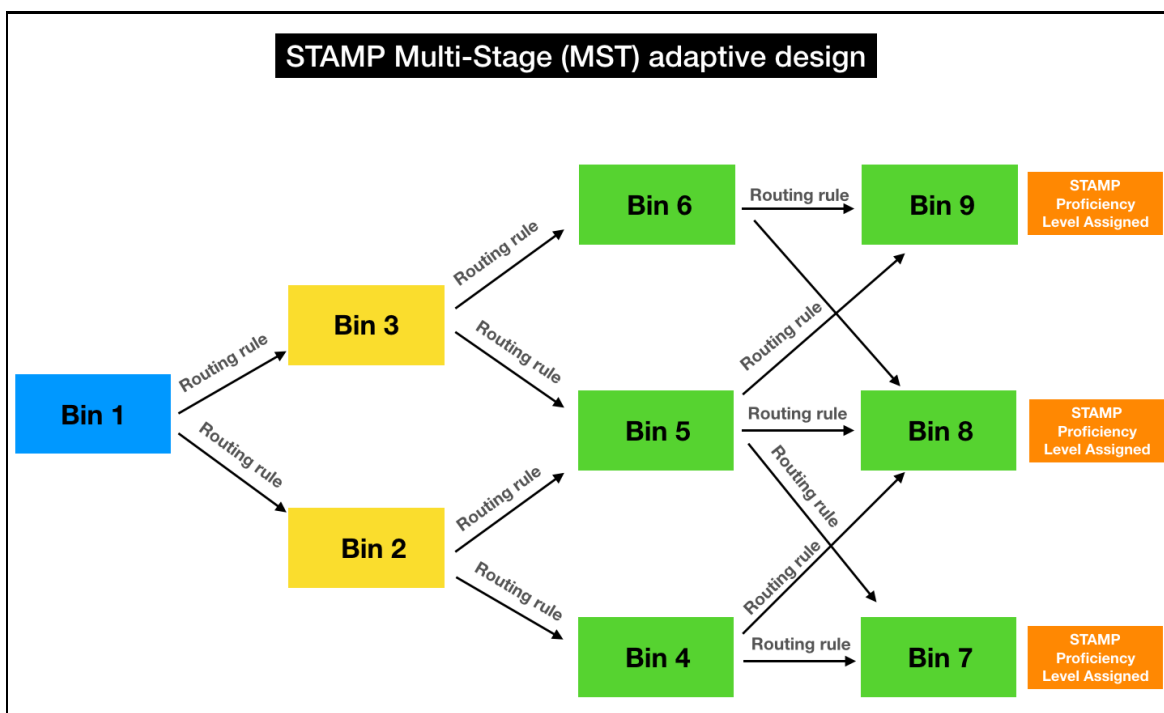 STAMP Multi-Stage (MST) adaptive design
Bin 6
Routing rule
Bin 9
STAMP
Proficiency
Level Assigned
Routing rule
Bin 3
Routing rule
Routing rule
Routing rule
Bin 1
Routing rule
Bin 5
Routing rule
Bin 8
STAMP
Proficiency
Level Assigned
Routing rule
Routing rule
Bin 2
Routing rule
Routing rule
Routing rule
Bin 4
Routing rule
Bin 7
STAMP
Proficiency
Level Assigned